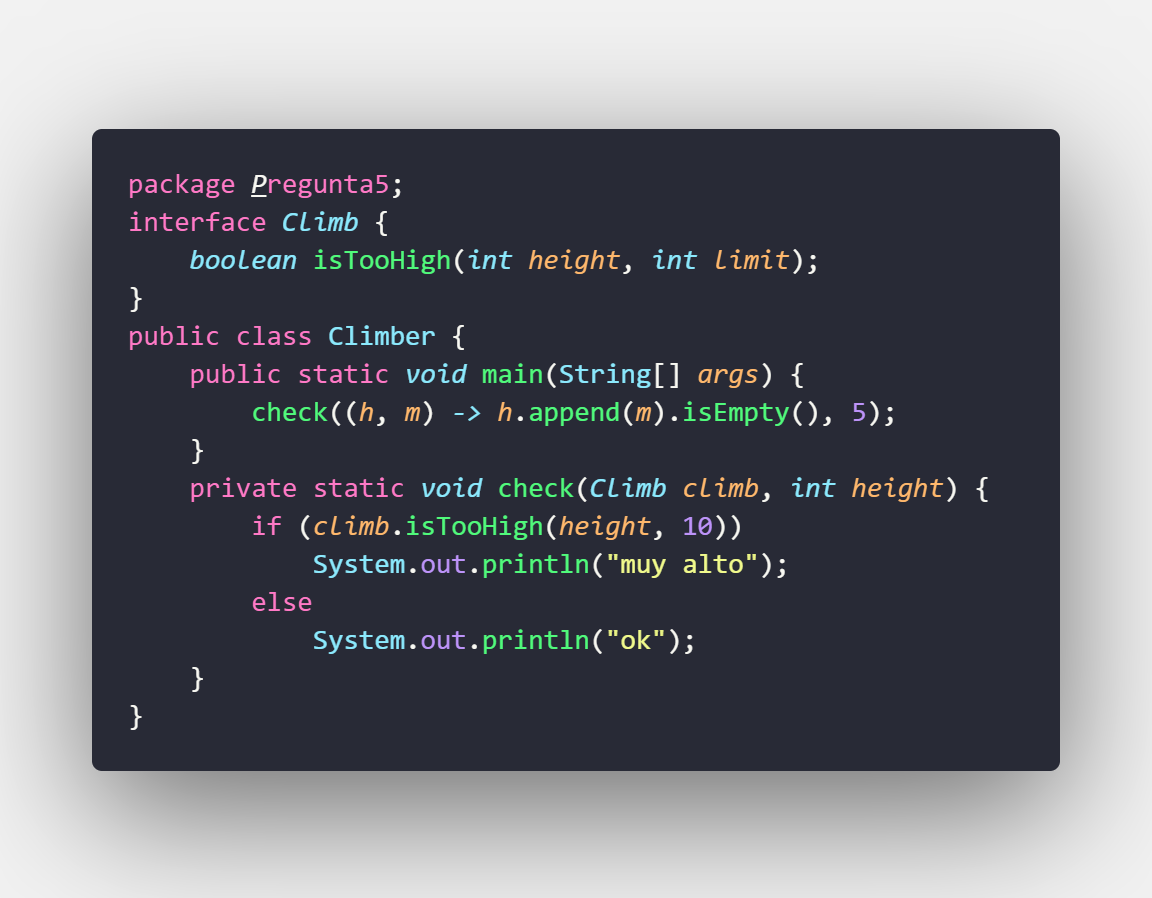 package Pregunta5;
interface Climb {
    boolean isTooHigh(int height, int limit);
}
public class Climber {
    public static void main(String[] args) {
        check((h, m) -> h.append(m).isEmpty(), 5);
    }
    private static void check(Climb climb, int height) {
        if (climb.isTooHigh(height, 10))
            System.out.println("muy alto");
        else
            System.out.println("ok");
    }
}